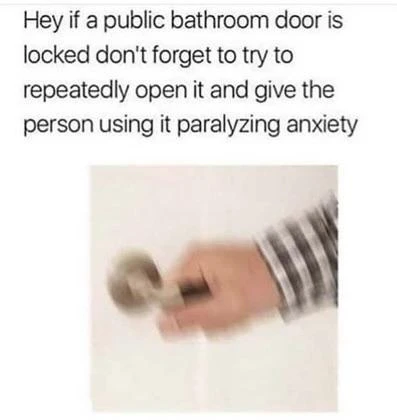 Hey if a public bathroom door is
locked don't forget to try to
repeatedly open it and give the
person using it paralyzing anxiety